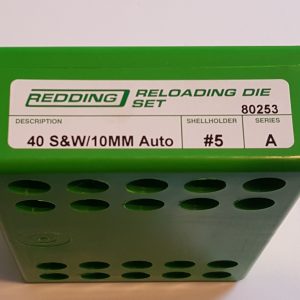 REDDING RELOADING DIE SET
80253
DESCRIPTION SHELLHOLDER SERIES
40 S&W/10MM Auto #5 A